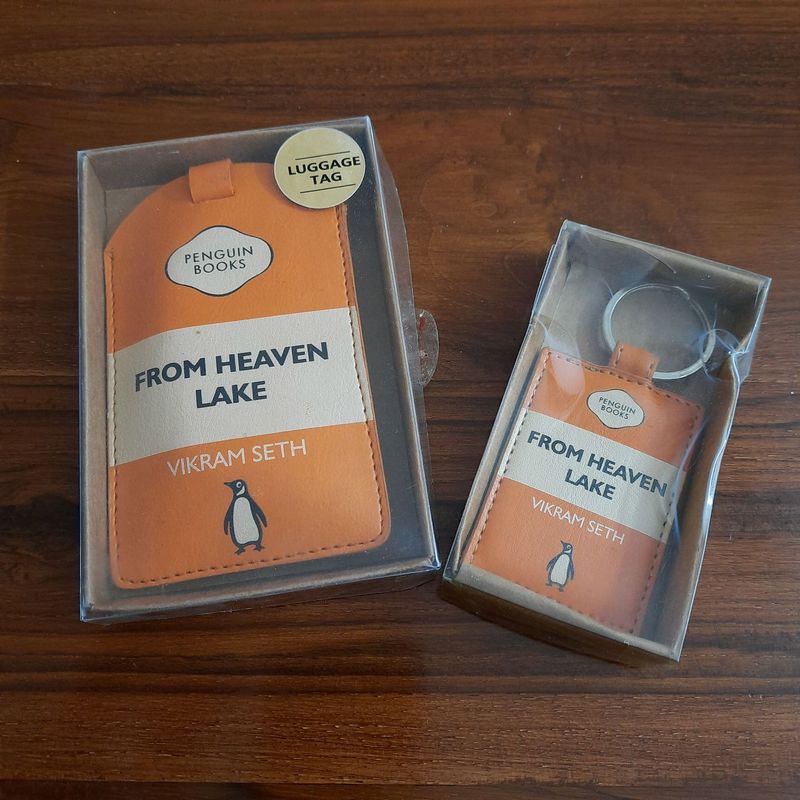 LUGGAGE
TAG
PENGUIN
BOOKS
FROM HEAVEN
LAKE
VIKRAM SETH
PENGUIN
BOOKS
FROM HEAVEN
LAKE
VIKRAM SETH